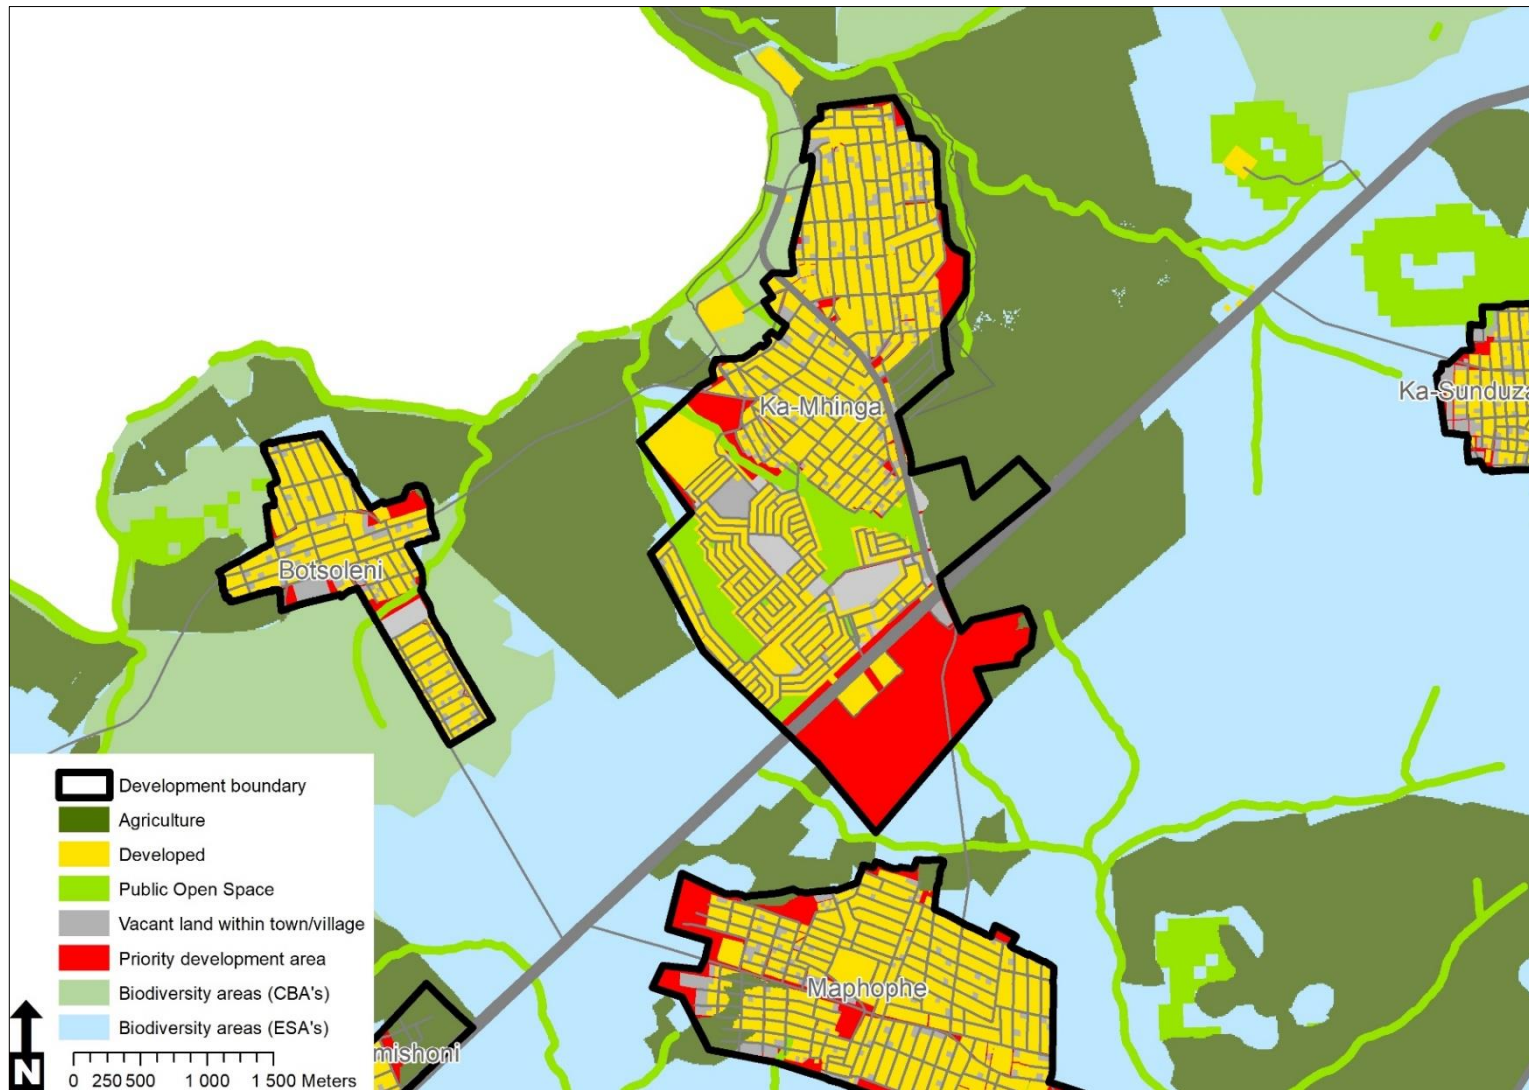 Ka-Mhinga
Ka-Sunduza
Botsoleni
Maphophe
mishoni
Development boundary
Agriculture
Developed
Public Open Space
Vacant land within town/village
Priority development area
Biodiversity areas (CBA's)
Biodiversity areas (ESA's)
N
0 250 500 1 000 1 500 Meters